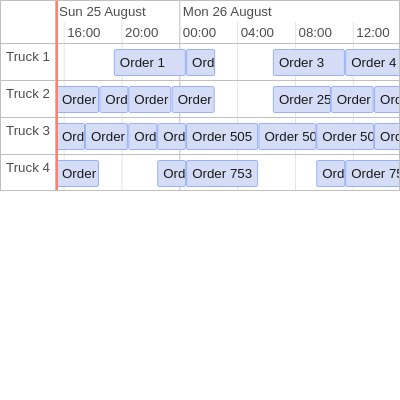 Sun 25 August Mon 26 August
16:00 20:00 00:00 04:00 08:00 12:00
Truck 1 Order 1 Ord Order 3 Order 4
Truck 2 Order Ord Order Order Order 25 Order Ord
Truck 3 Ord Order Ord Ord Order 505 Order 50 Order 50 Ord
Truck 4 Order Ord Order 753 Ord Order 75